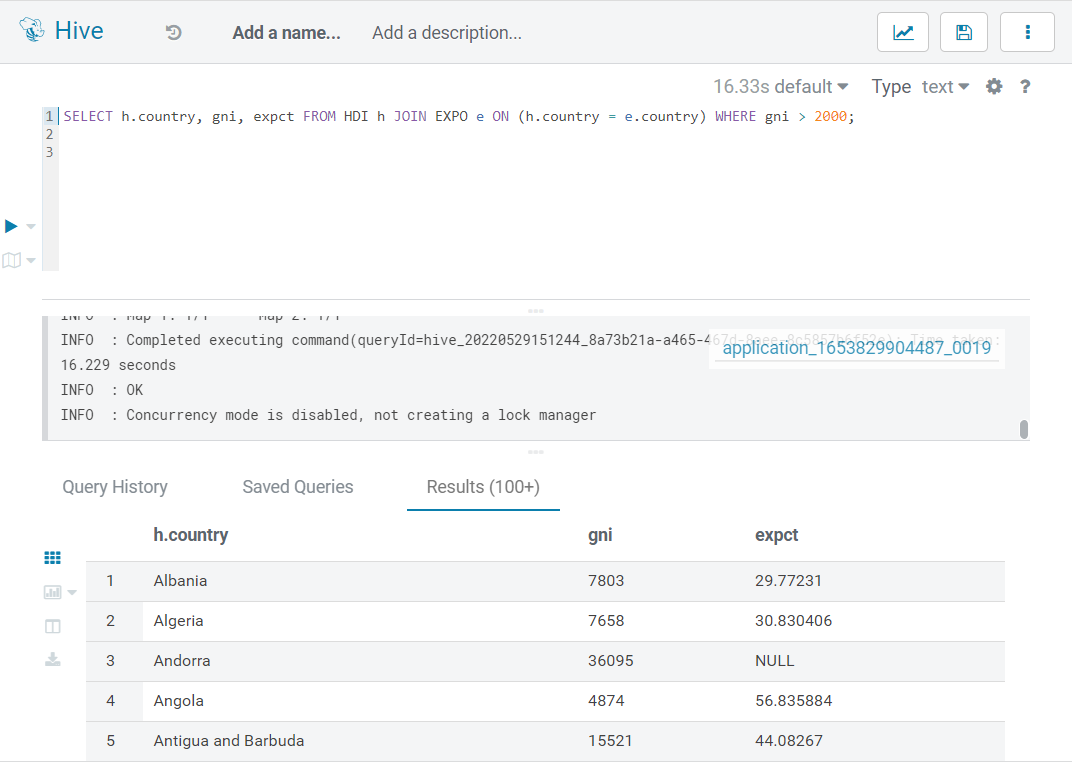 Hive Add a name... Add a description...
16.33s default Type text ?
1 SELECT h.country, gni, expct FROM HDI h JOIN EXPO e ON (h.country = e.country) WHERE gni > 2000;
2
3
INFO : Map 1: 1/1 Map 2: 1/1
INFO : Completed executing command(queryId=hive_20220529151244_8a73b21a-a465-467d-8aee- Time taken:
application_1653829904487_0019
16.229 seconds
INFO : OK
INFO : Concurrency mode is disabled, not creating a lock manager
Query History Saved Queries Results (100+)
h.country gni expct
1 Albania 7803 29.77231
2 Algeria 7658 30.830406
3 Andorra 36095 NULL
4 Angola 4874 56.835884
5 Antigua and Barbuda 15521 44.08267